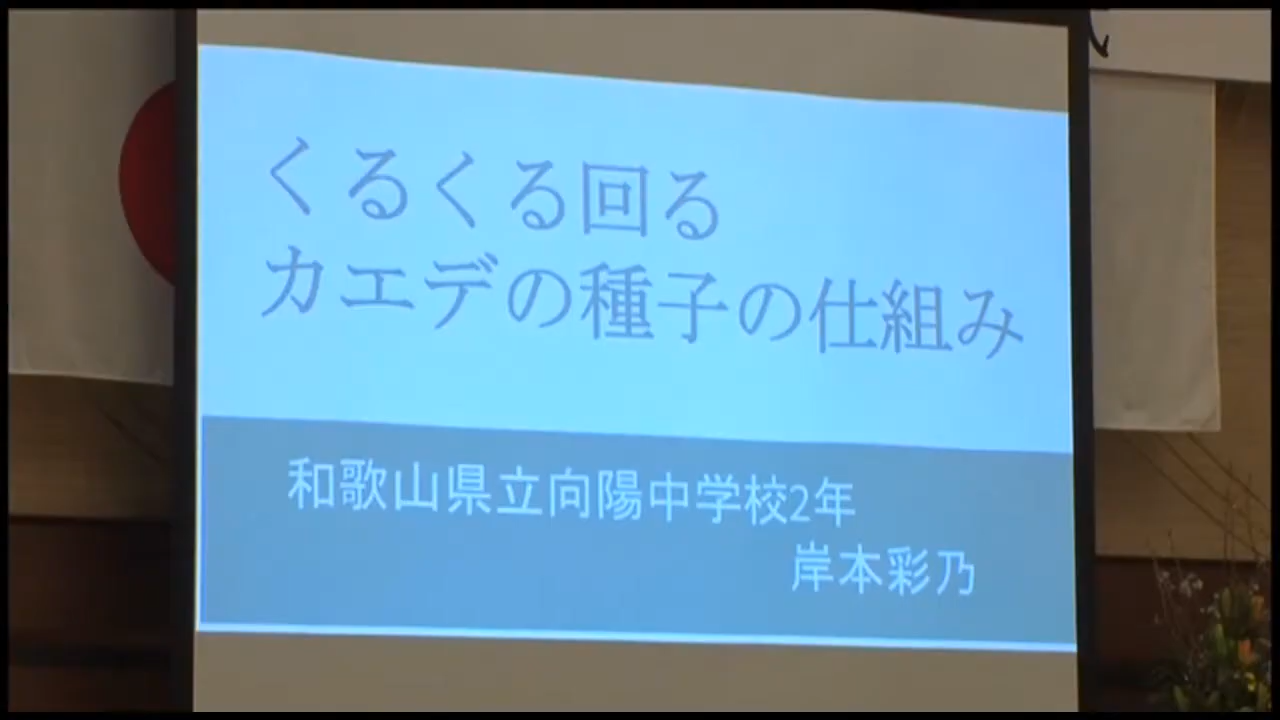 くるくる回る
カエデの種子の仕組み
和歌山県立向陽中学校2年
岸本彩乃